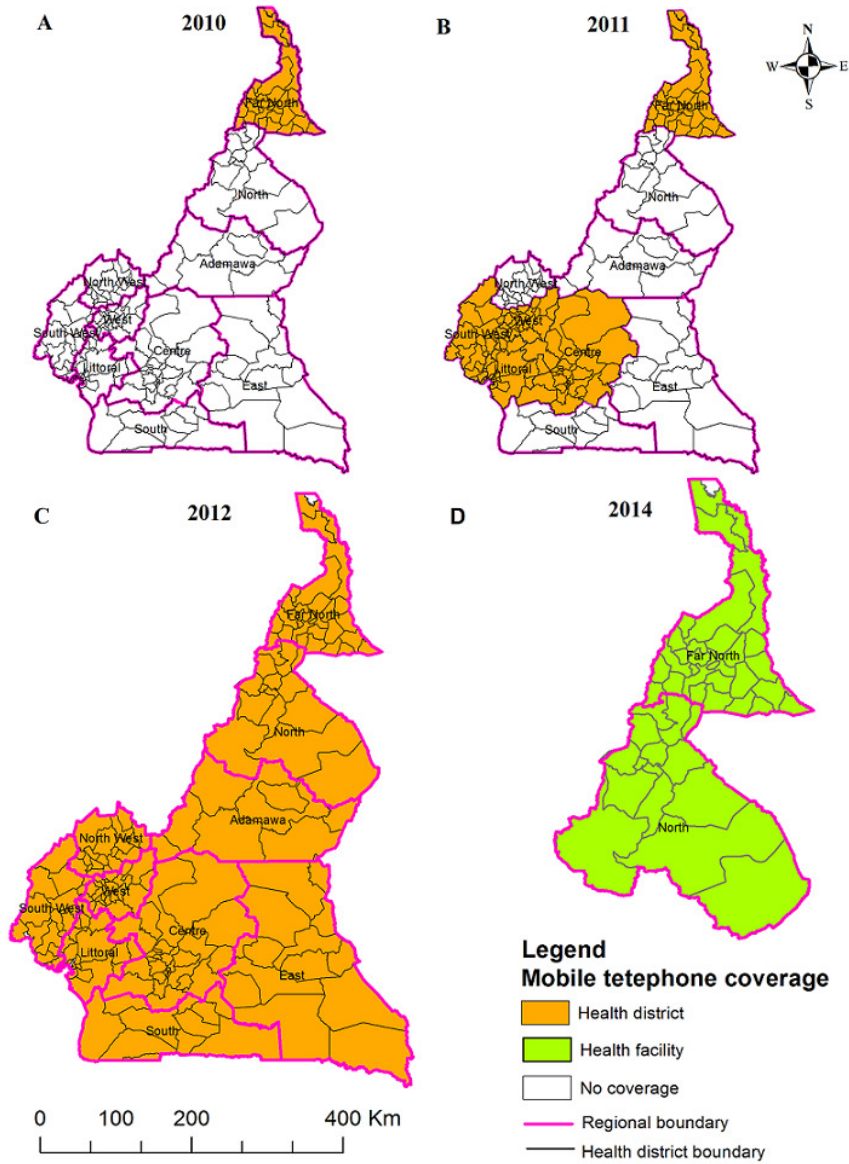 A
2010
Far North
North
Adamawa
North West
West
South West
Centre
Littoral
East
South
B
2011
N
W
E
S
Far North
North
Adamawa
North West
West
South West
Centre
Littoral
East
South
C
2012
Far North
North
Adamawa
North West
West
South West
Centre
Littoral
East
South
D
2014
Far North
North
Legend
Mobile tetephone coverage
Health district
Health facility
No coverage
Regional boundary
Health district boundary
0 100 200 400 Km